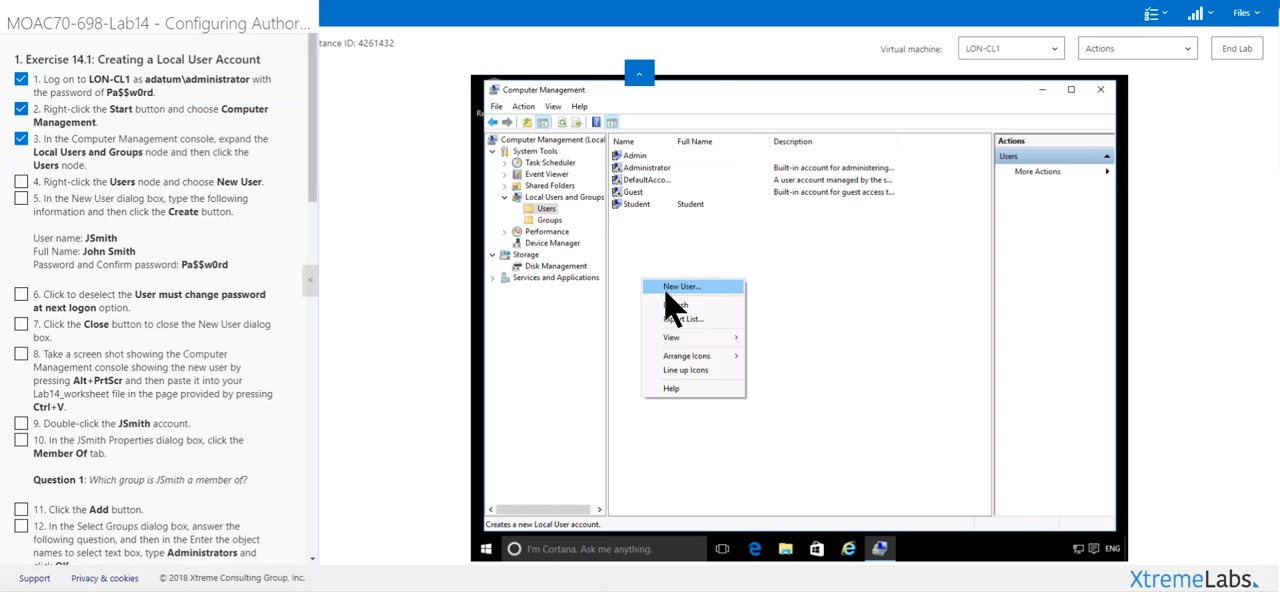 MOAC70-698-Lab14 - Configuring Author...
Files
tance ID: 4261432
Virtual machine:
LON-CL1
Actions
End Lab
1. Exercise 14.1: Creating a Local User Account
1. Log on to LON-CL1 as adatum\administrator with
the password of Pa$$w0rd.
2. Right-click the Start button and choose Computer
Management.
3. In the Computer Management console, expand the
Local Users and Groups node and then click the
Users node.
4. Right-click the Users node and choose New User.
5. In the New User dialog box, type the following
information and then click the Create button.
User name: JSmith
Full Name: John Smith
Password and Confirm password: Pa$$w0rd
6. Click to deselect the User must change password
at next logon option.
7. Click the Close button to close the New User dialog
box.
8. Take a screen shot showing the Computer
Management console showing the new user by
pressing Alt+PrtScr and then paste it into your
Lab14_worksheet file in the page provided by pressing
Ctrl+V.
9. Double-click the JSmith account.
10. In the JSmith Properties dialog box, click the
Member Of tab.
Question 1: Which group is JSmith a member of?
11. Click the Add button.
12. In the Select Groups dialog box, answer the
following question, and then in the Enter the object
names to select text box, type Administrators and
click OK
Support
Privacy & cookies
© 2018 Xtreme Consulting Group, Inc.
Computer Management
File Action View Help
Computer Management (Local
System Tools
Task Scheduler
Event Viewer
Shared Folders
Local Users and Groups
Users
Groups
Performance
Device Manager
Storage
Disk Management
Services and Applications
Name Full Name Description
Admin
Administrator Built-in account for administering...
DefaultAcco... A user account managed by the s...
Guest Built-in account for guest access t...
Student Student
New User...
List...
View
Arrange Icons
Line up Icons
Help
Actions
Users
More Actions
Creates a new Local User account.
I'm Cortana. Ask me anything.
ENG
XtremeLabs.